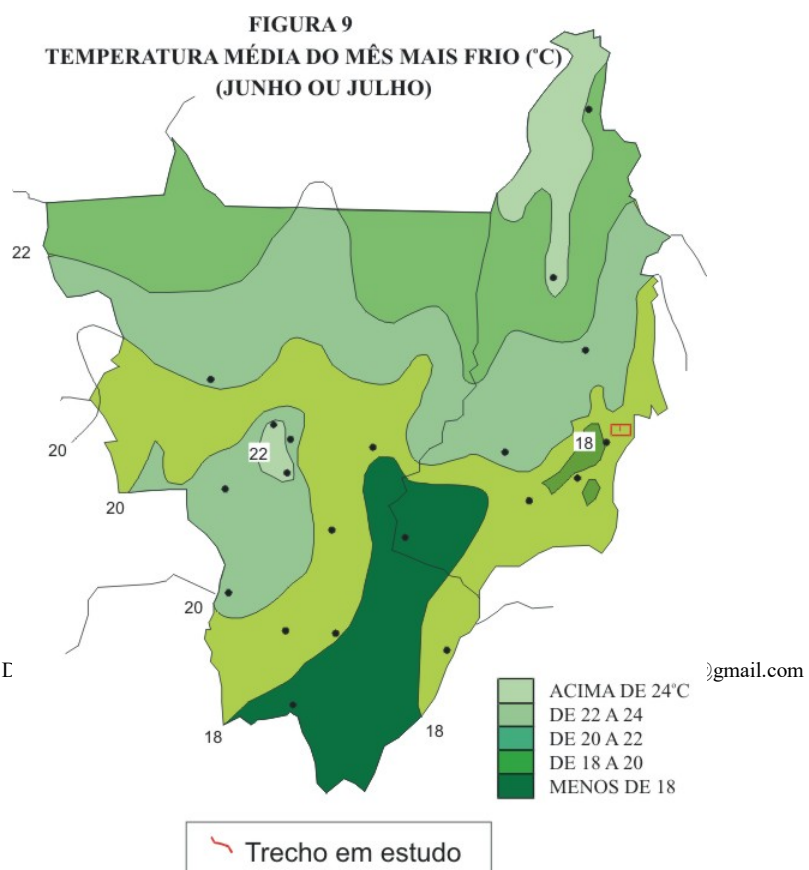 FIGURA 9
TEMPERATURA MÉDIA DO MÊS MAIS FRIO (°C)
(JUNHO OU JULHO)
22
20
22
18
20
20
18
18
@gmail.com
ACIMA DE 24°C
DE 22 A 24
DE 20 A 22
DE 18 A 20
MENOS DE 18
Trecho em estudo